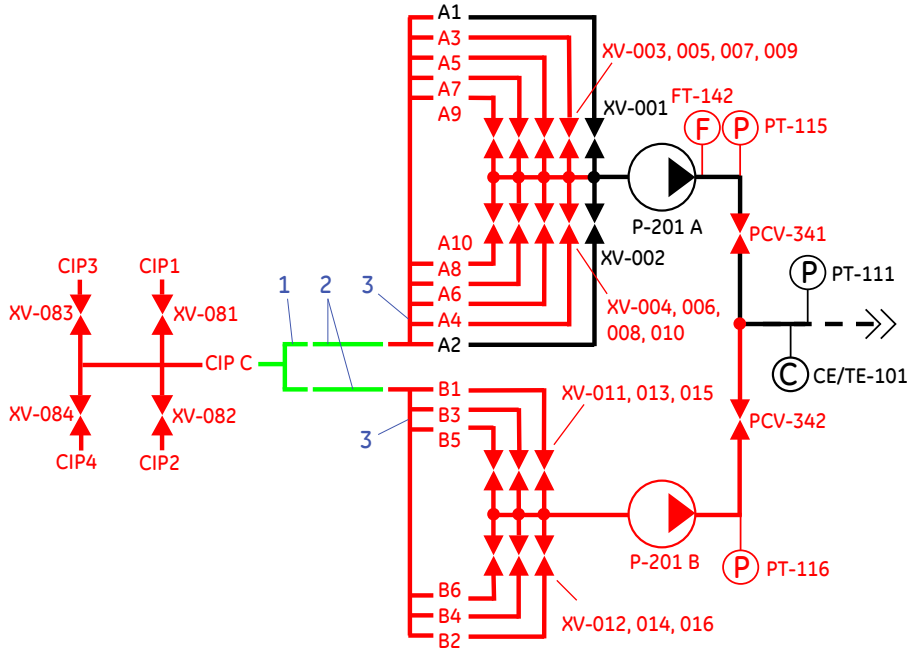 A1
A3
A5
A7
A9
XV-003, 005, 007, 009
FT-142
XV-001
F
P
PT-115
P-201 A
A10
A8
A6
A4
A2
XV-002
XV-004, 006,
008, 010
PCV-341
P
PT-111
C
CE/TE-101
CIP3
CIP1
XV-083
XV-081
1
2
3
CIP C
XV-084
XV-082
CIP4
CIP2
3
B1
B3
B5
XV-011, 013, 015
PCV-342
P-201 B
P
PT-116
B6
B4
B2
XV-012, 014, 016